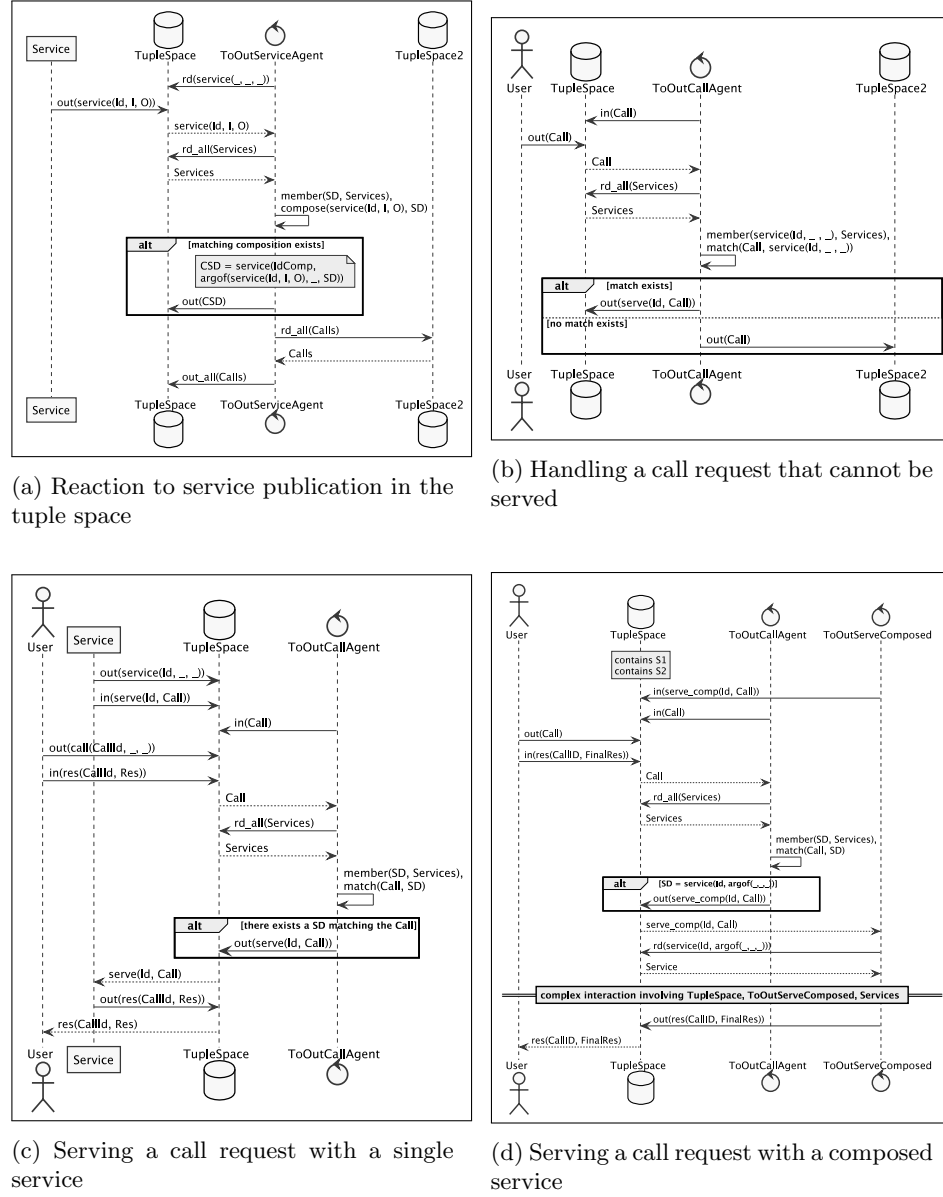 Service
TupleSpace
ToOutServiceAgent
TupleSpace2
rd(service(_, _, _))
out(service(Id, I, O))
service(Id, I, O)
rd_all(Services)
Services
member(SD, Services),
compose(service(Id, I, O), SD)
alt
[matching composition exists]
CSD = service(IdComp,
argof(service(Id, I, O), _, SD))
out(CSD)
rd_all(Calls)
Calls
out_all(Calls)
Service
TupleSpace
ToOutServiceAgent
TupleSpace2
(a) Reaction to service publication in the
tuple space
User
TupleSpace
ToOutCallAgent
TupleSpace2
in(Call)
out(Call)
Call
rd_all(Services)
Services
member(service(Id, _ , _), Services),
match(Call, service(Id, _ , _))
alt
[match exists]
out(serve(Id, Call))
[no match exists]
out(Call)
User
TupleSpace
ToOutCallAgent
TupleSpace2
(b) Handling a call request that cannot be
served
User
Service
TupleSpace
ToOutCallAgent
out(service(Id, _, _))
in(serve(Id, Call))
in(Call)
out(call(CallId, _, _))
in(res(CallId, Res))
Call
rd_all(Services)
Services
member(SD, Services),
match(Call, SD)
alt
[there exists a SD matching the Call]
out(serve(Id, Call))
serve(Id, Call)
out(res(CallId, Res))
res(CallId, Res)
User
Service
TupleSpace
ToOutCallAgent
(c) Serving a call request with a single
service
User
TupleSpace
ToOutCallAgent
ToOutServeComposed
contains S1
contains S2
in(serve_comp(Id, Call))
in(Call)
out(Call)
in(res(CallID, FinalRes))
Call
rd_all(Services)
Services
member(SD, Services),
match(Call, SD)
alt
[SD = service(Id, argof(_,_,_)]
out(serve_comp(Id, Call))
serve_comp(Id, Call)
rd(service(Id, argof(_,_,_)))
Service
complex interaction involving TupleSpace, ToOutServeComposed, Services
out(res(CallID, FinalRes))
res(CallID, FinalRes)
User
TupleSpace
ToOutCallAgent
ToOutServeComposed
(d) Serving a call request with a composed
service